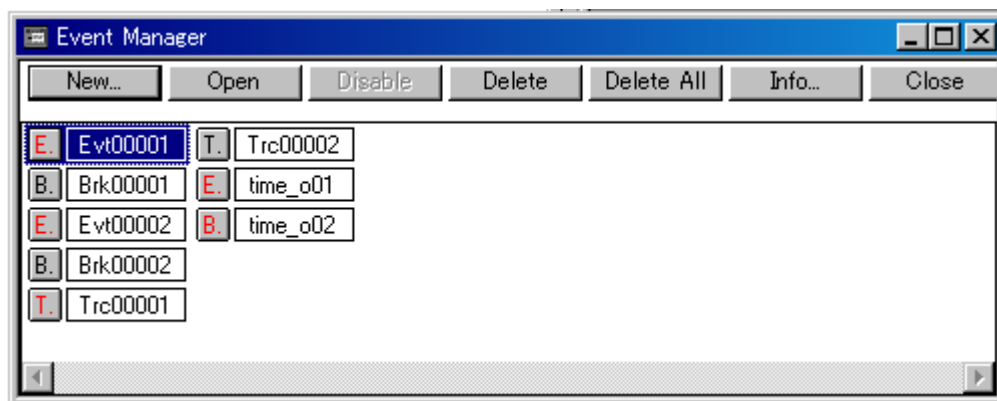 Event Manager
New... Open Disable Delete Delete All Info... Close
E. Evt00001 T. Trc00002
B. Brk00001 E. time_o01
E. Evt00002 B. time_o02
B. Brk00002
T. Trc00001